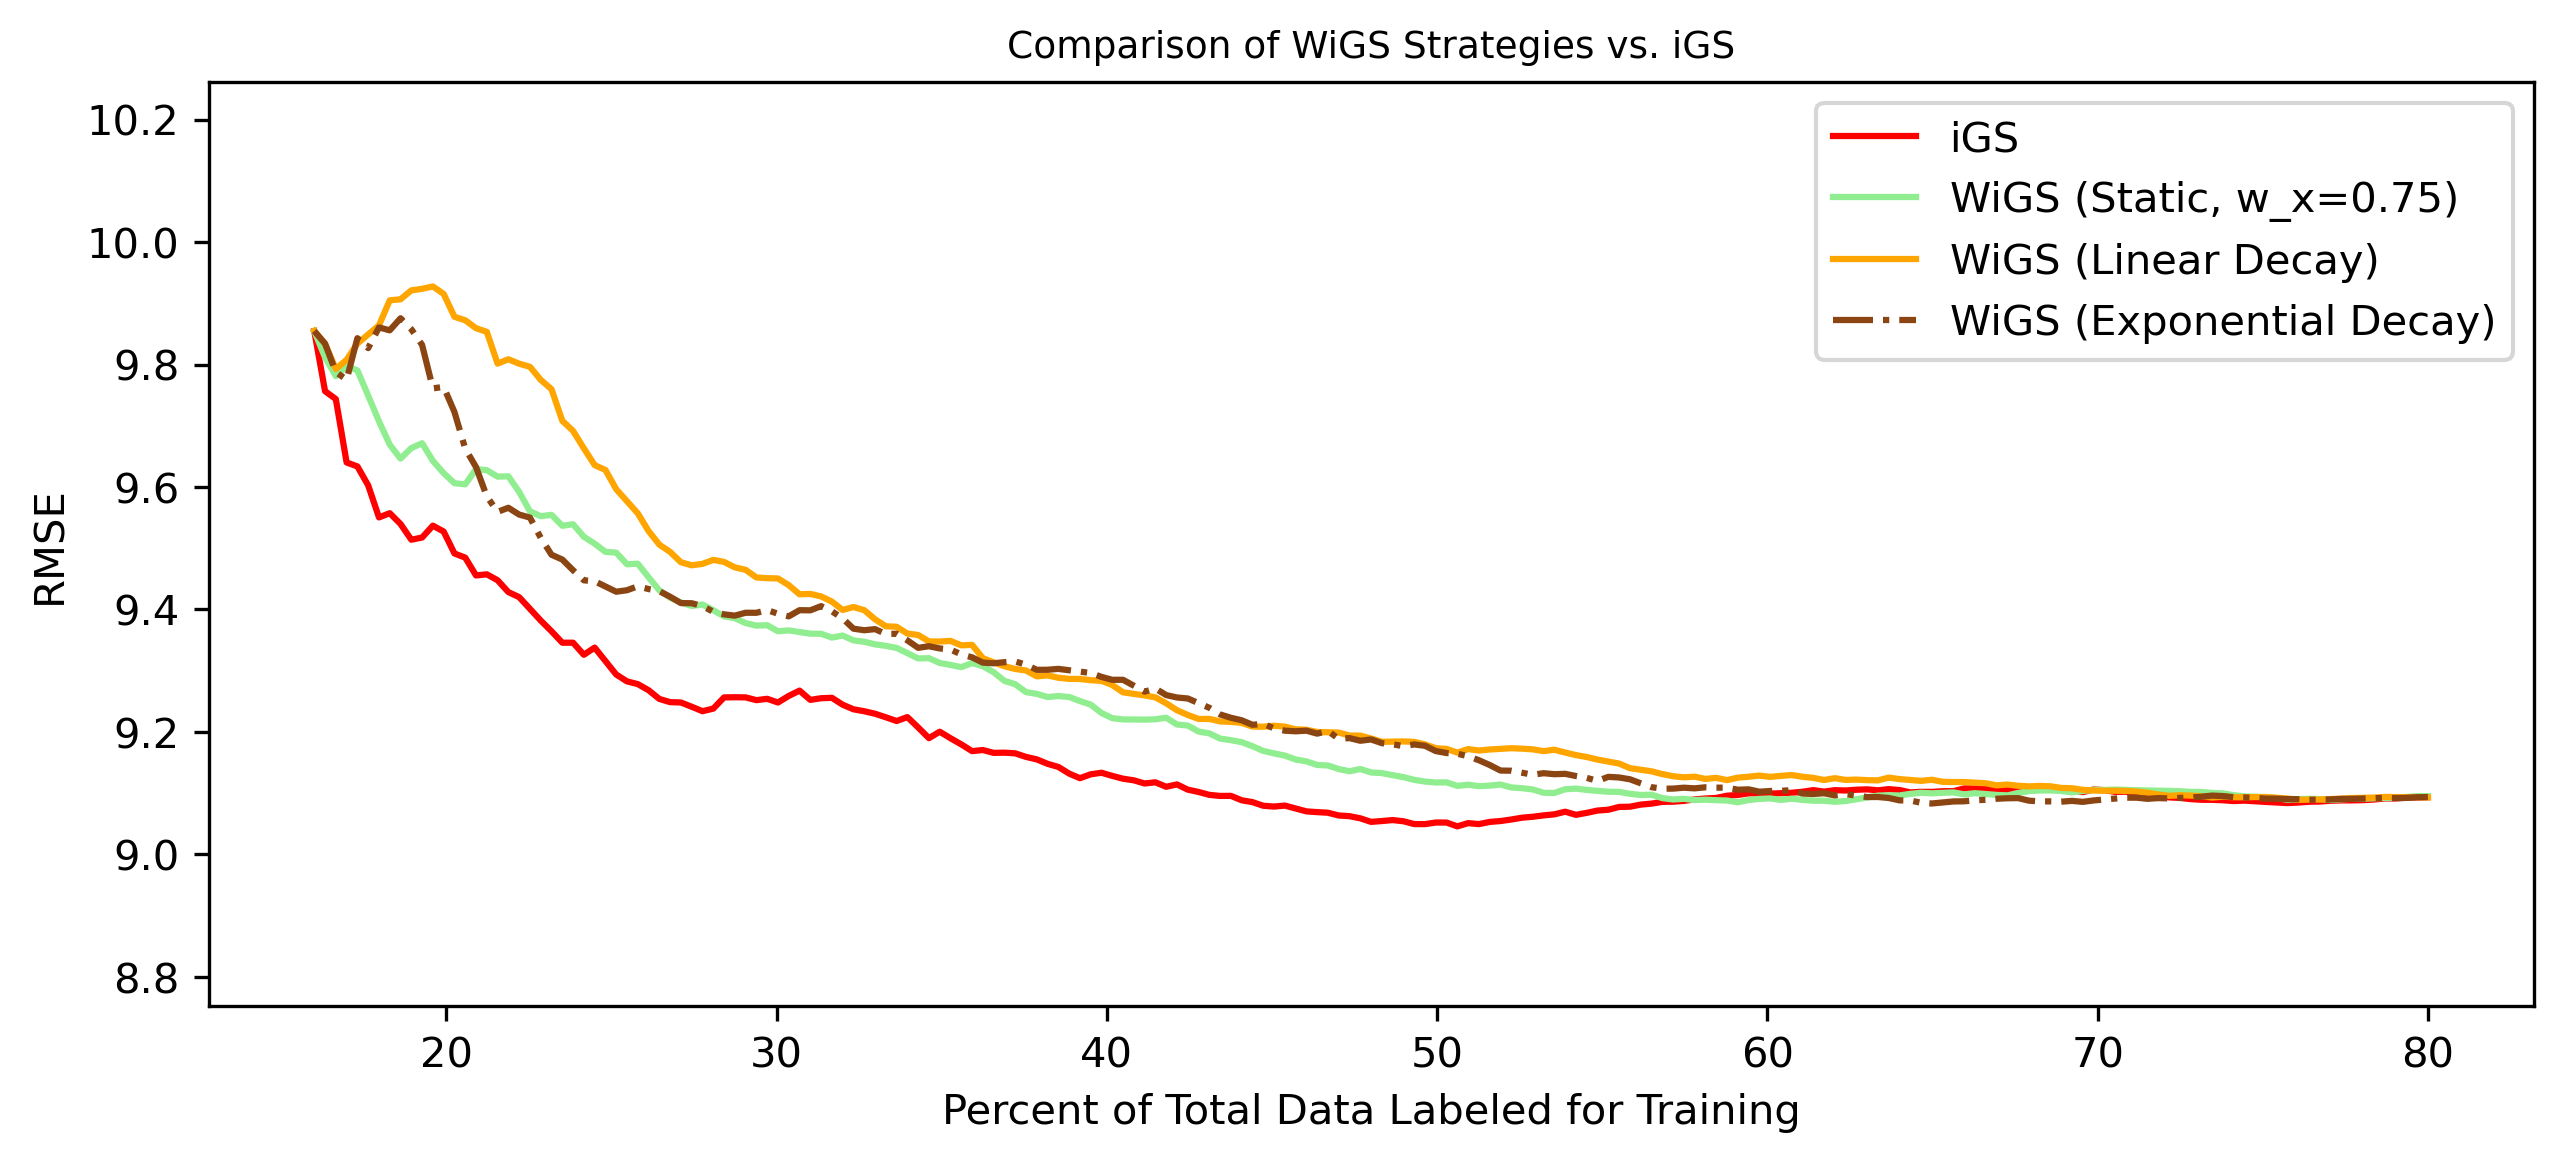 Comparison of WiGS Strategies vs. iGS
10.2
10.0
9.8
9.6
9.4
9.2
9.0
8.8
RMSE
iGS
WiGS (Static, w_x=0.75)
WiGS (Linear Decay)
WiGS (Exponential Decay)
20 30 40 50 60 70 80
Percent of Total Data Labeled for Training